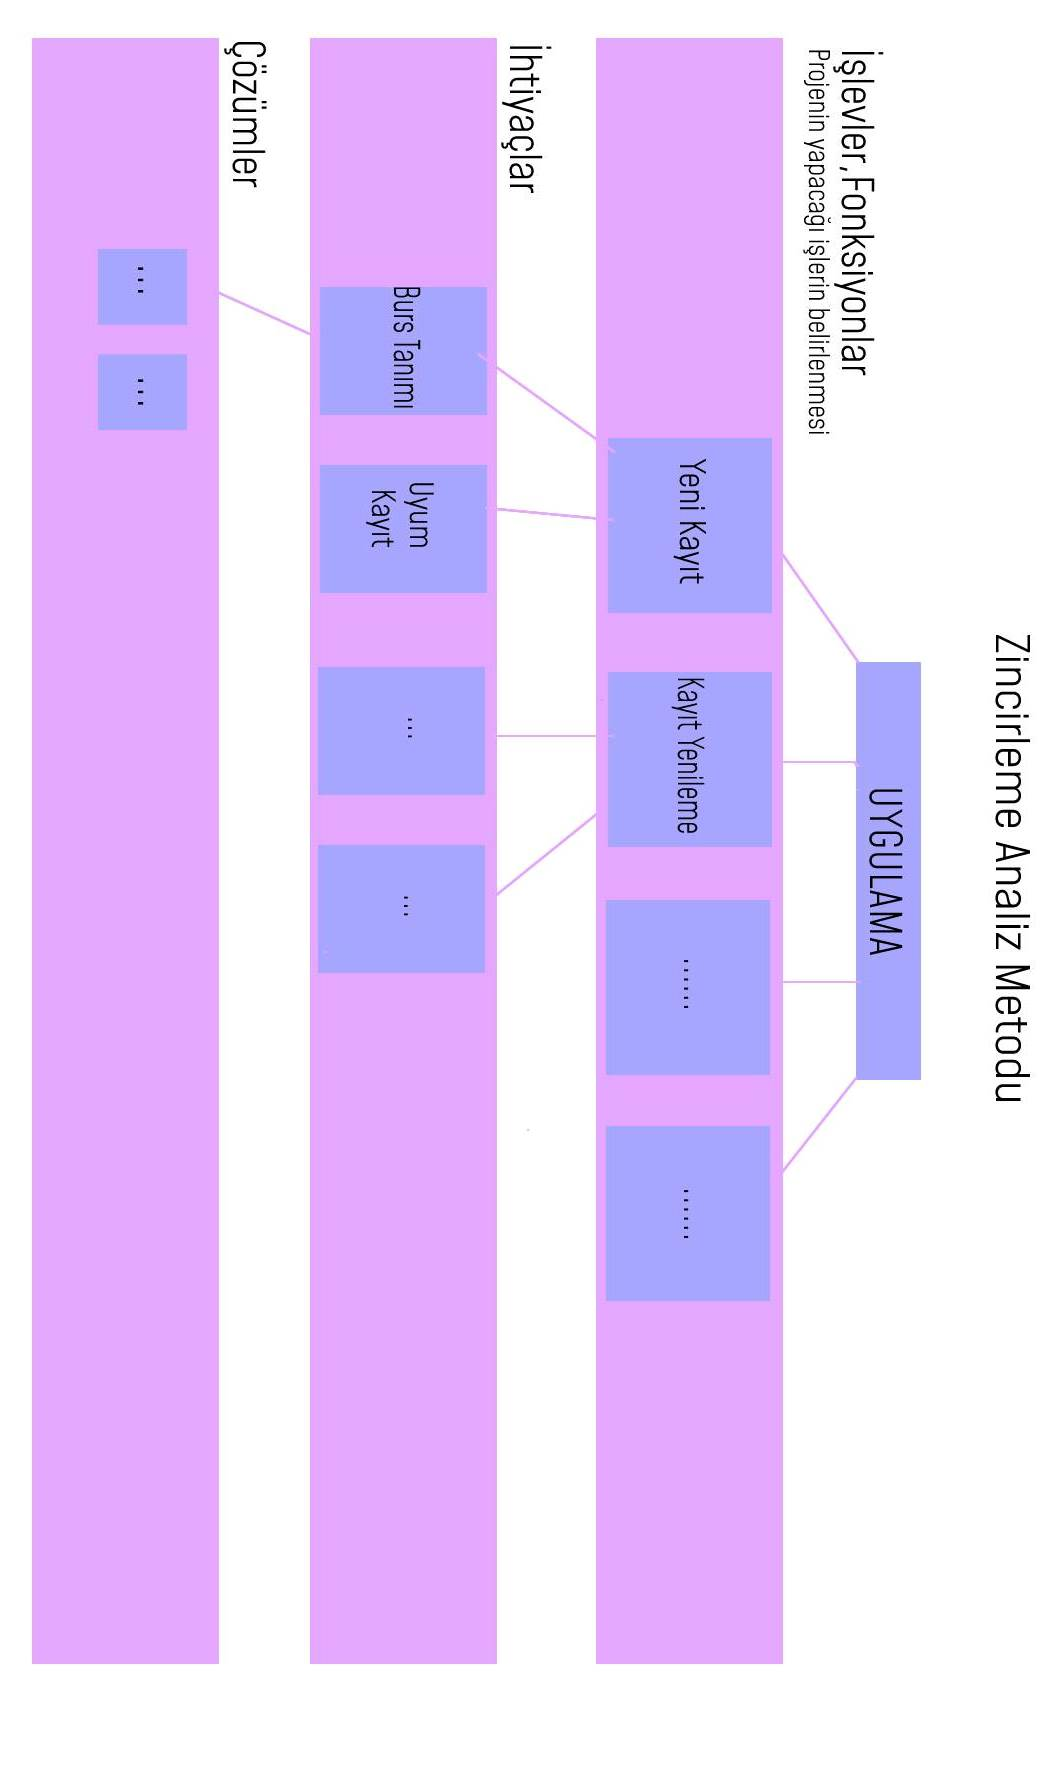 Zincirleme Analiz Metodu
UYGULAMA
İşlevler,Fonksiyonlar
Projenin yapacağı işlerin belirlenmesi
Yeni Kayıt
Kayıt Yenileme
......
......
İhtiyaçlar
Burs Tanımı
Uyum
Kayıt
...
...
Çözümler
...
...